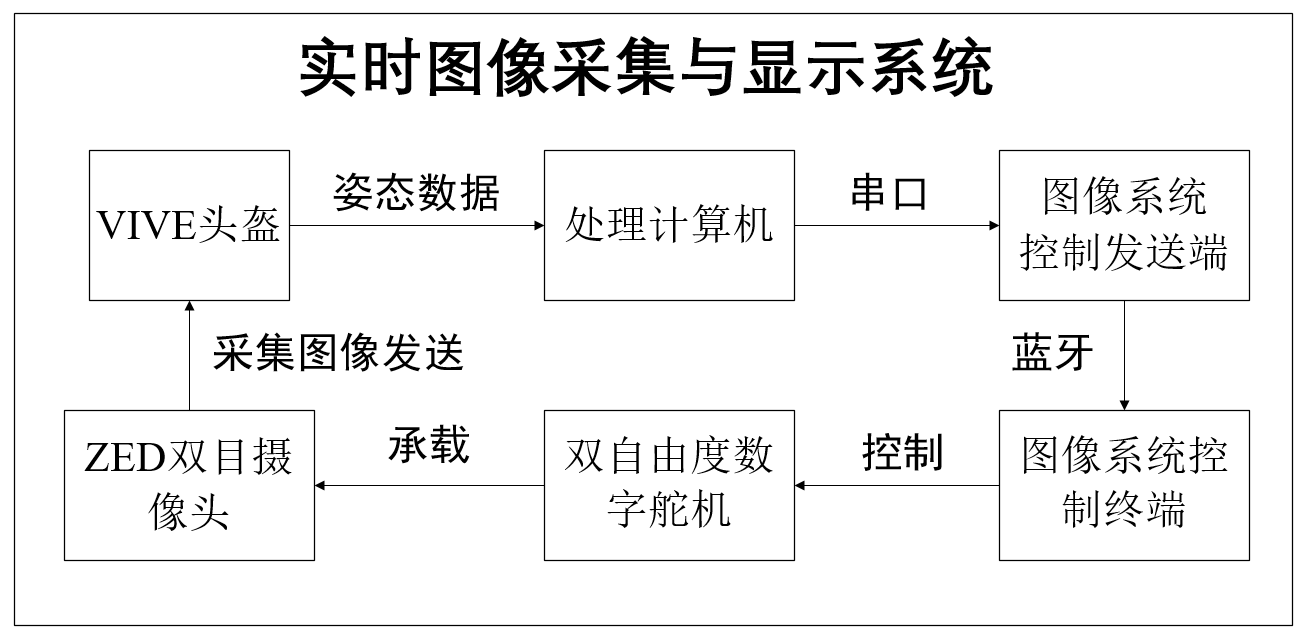 实时图像采集与显示系统
VIVE头盔
姿态数据
处理计算机
串口
图像系统
控制发送端
采集图像发送
蓝牙
ZED双目摄
像头
承载
双自由度数
字舵机
控制
图像系统控
制终端